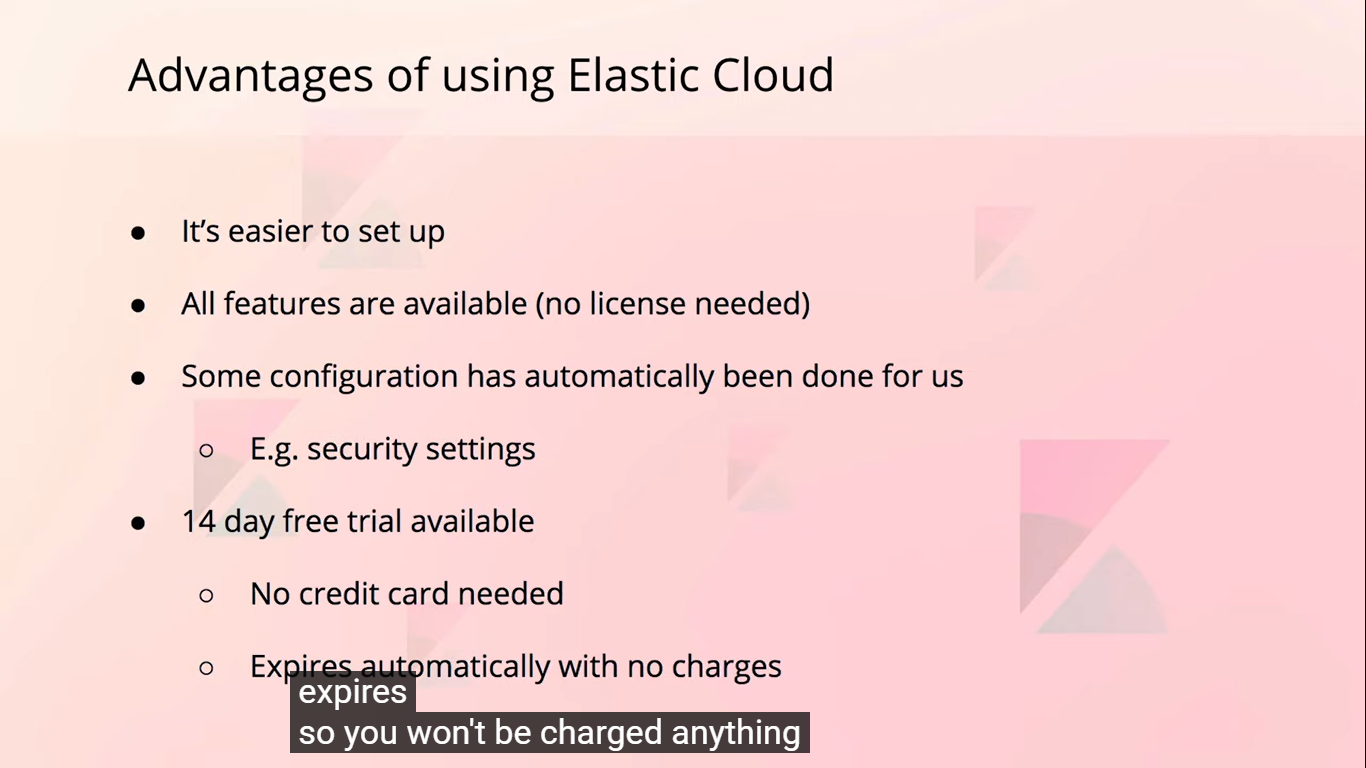 Advantages of using Elastic Cloud
● It’s easier to set up
● All features are available (no license needed)
● Some configuration has automatically been done for us
○ E.g. security settings
● 14 day free trial available
○ No credit card needed
○ Expires automatically with no charges
expires
so you won't be charged anything